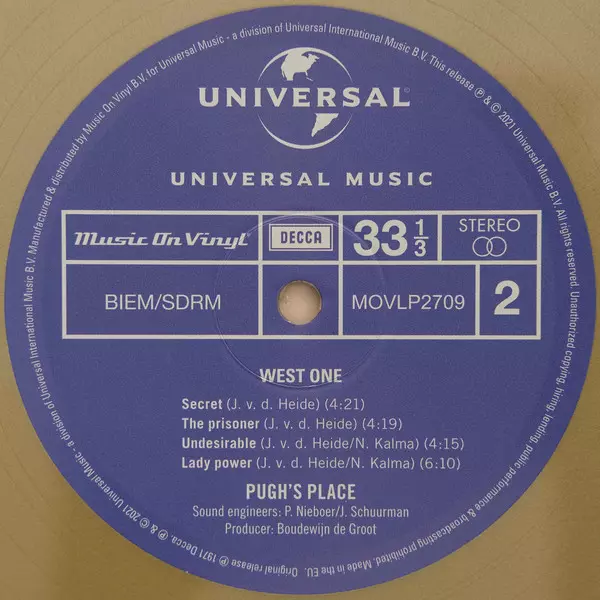 Manufactured & distributed by Music On Vinyl B.V. for Universal Music - a division of Universal International Music B.V. This release ℗ & © 2021 Universal International Music B.V. All rights reserved. Unauthorized copying, hiring, lending, public performance & broadcasting prohibited. Made in the EU. Original release ℗ 1971 Decca. ℗ & © 2021 Universal Music - a division of Universal International Music B.V.
UNIVERSAL
UNIVERSAL MUSIC
Music On Vinyl
DECCA
33 1/3
STEREO
BIEM/SDRM
MOVLP2709
2
WEST ONE
Secret (J. v. d. Heide) (4:21)
The prisoner (J. v. d. Heide) (4:19)
Undesirable (J. v. d. Heide/N. Kalma) (4:15)
Lady power (J. v. d. Heide/N. Kalma) (6:10)
PUGH'S PLACE
Sound engineers: P. Nieboer/J. Schuurman
Producer: Boudewijn de Groot